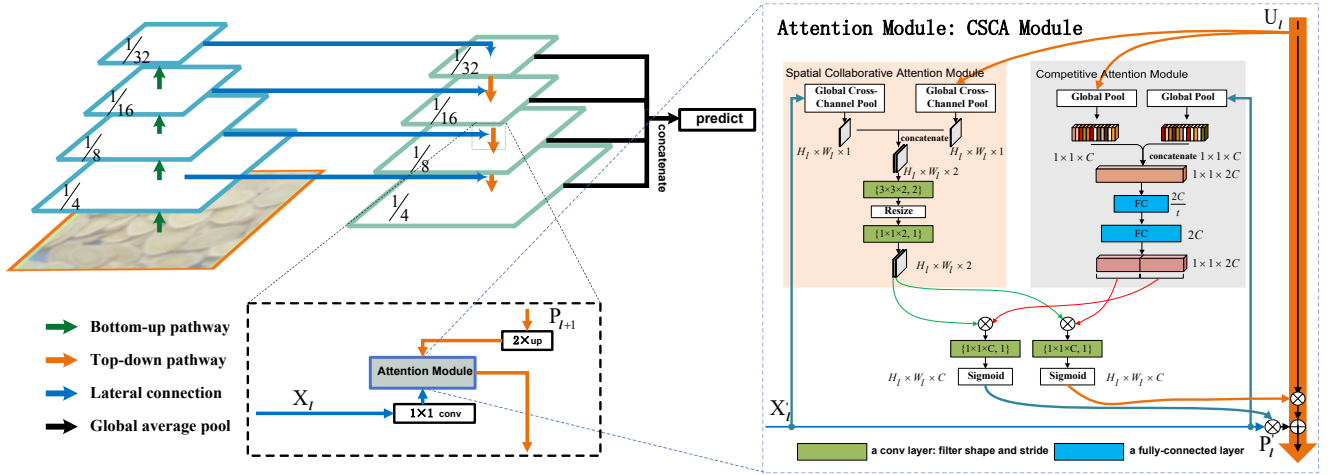 1/32
1/16
1/8
1/4
1/32
1/16
1/8
1/4
concatenate
predict
Bottom-up pathway
Top-down pathway
Lateral connection
Global average pool
P_{l+1}
2×up
Attention Module
X_l
1×1 conv
Attention Module: CSCA Module
U_l
Spatial Collaborative Attention Module
Global Cross-
Channel Pool
Global Cross-
Channel Pool
concatenate
H_l × W_l × 1
H_l × W_l × 1
H_l × W_l × 2
{3×3×2, 2}
Resize
{1×1×2, 1}
H_l × W_l × 2
Competitive Attention Module
Global Pool
Global Pool
1×1×C
concatenate
1×1×C
1×1×2C
FC
2C/t
FC
2C
1×1×2C
{1×1×C, 1}
{1×1×C, 1}
H_l × W_l × C
Sigmoid
Sigmoid
H_l × W_l × C
X'_l
P'_l
a conv layer: filter shape and stride
a fully-connected layer